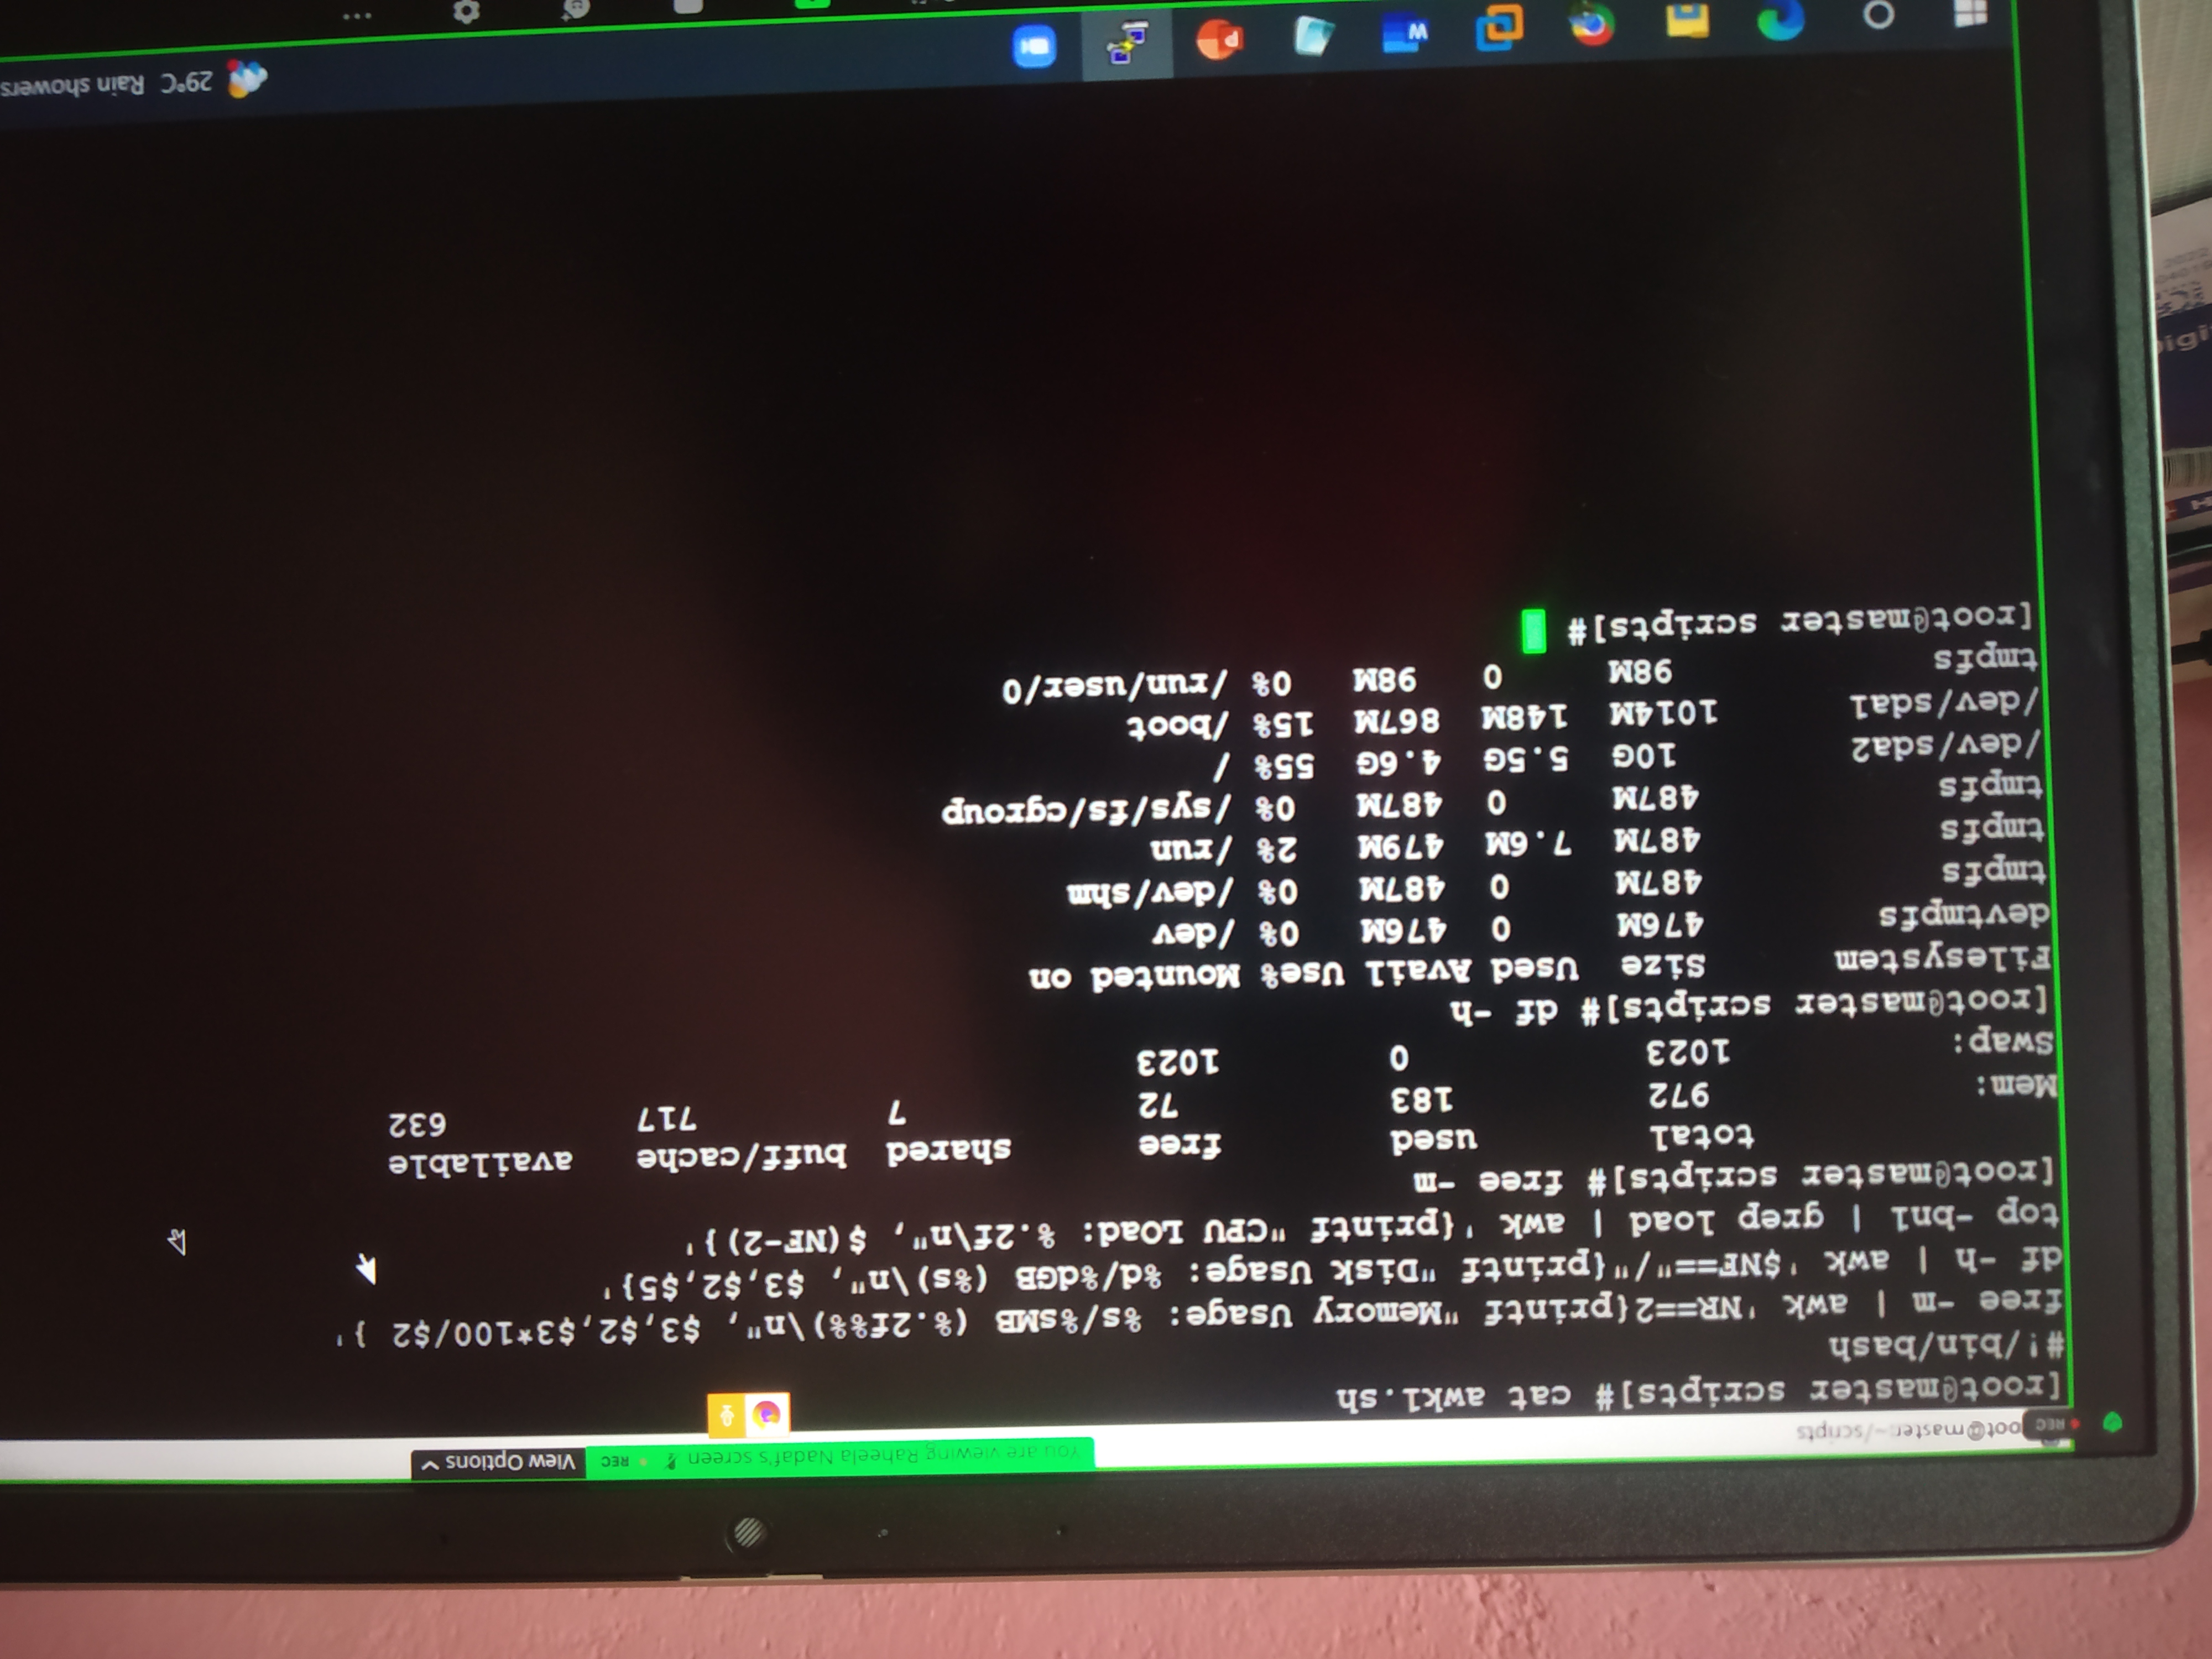 You are viewing Raheela Nadaf's screen REC View Options
REC oot@master:~/scripts
[root@master scripts]# cat awk1.sh
#!/bin/bash
free -m | awk 'NR==2{printf "Memory Usage: %s/%sMB (%.2f%%)\n", $3,$2,$3*100/$2 }'
df -h | awk '$NF=="/"{printf "Disk Usage: %d/%dGB (%s)\n", $3,$2,$5}'
top -bn1 | grep load | awk '{printf "CPU LOad: %.2f\n", $(NF-2)}'
[root@master scripts]# free -m
total used free shared buff/cache available
Mem: 972 183 72 7 717 632
Swap: 1023 0 1023
[root@master scripts]# df -h
Filesystem Size Used Avail Use% Mounted on
devtmpfs 476M 0 476M 0% /dev
tmpfs 487M 0 487M 0% /dev/shm
tmpfs 487M 7.6M 479M 2% /run
tmpfs 487M 0 487M 0% /sys/fs/cgroup
/dev/sda2 10G 5.5G 4.6G 55% /
/dev/sda1 1014M 148M 867M 15% /boot
tmpfs 98M 0 98M 0% /run/user/0
[root@master scripts]#
29°C Rain showers